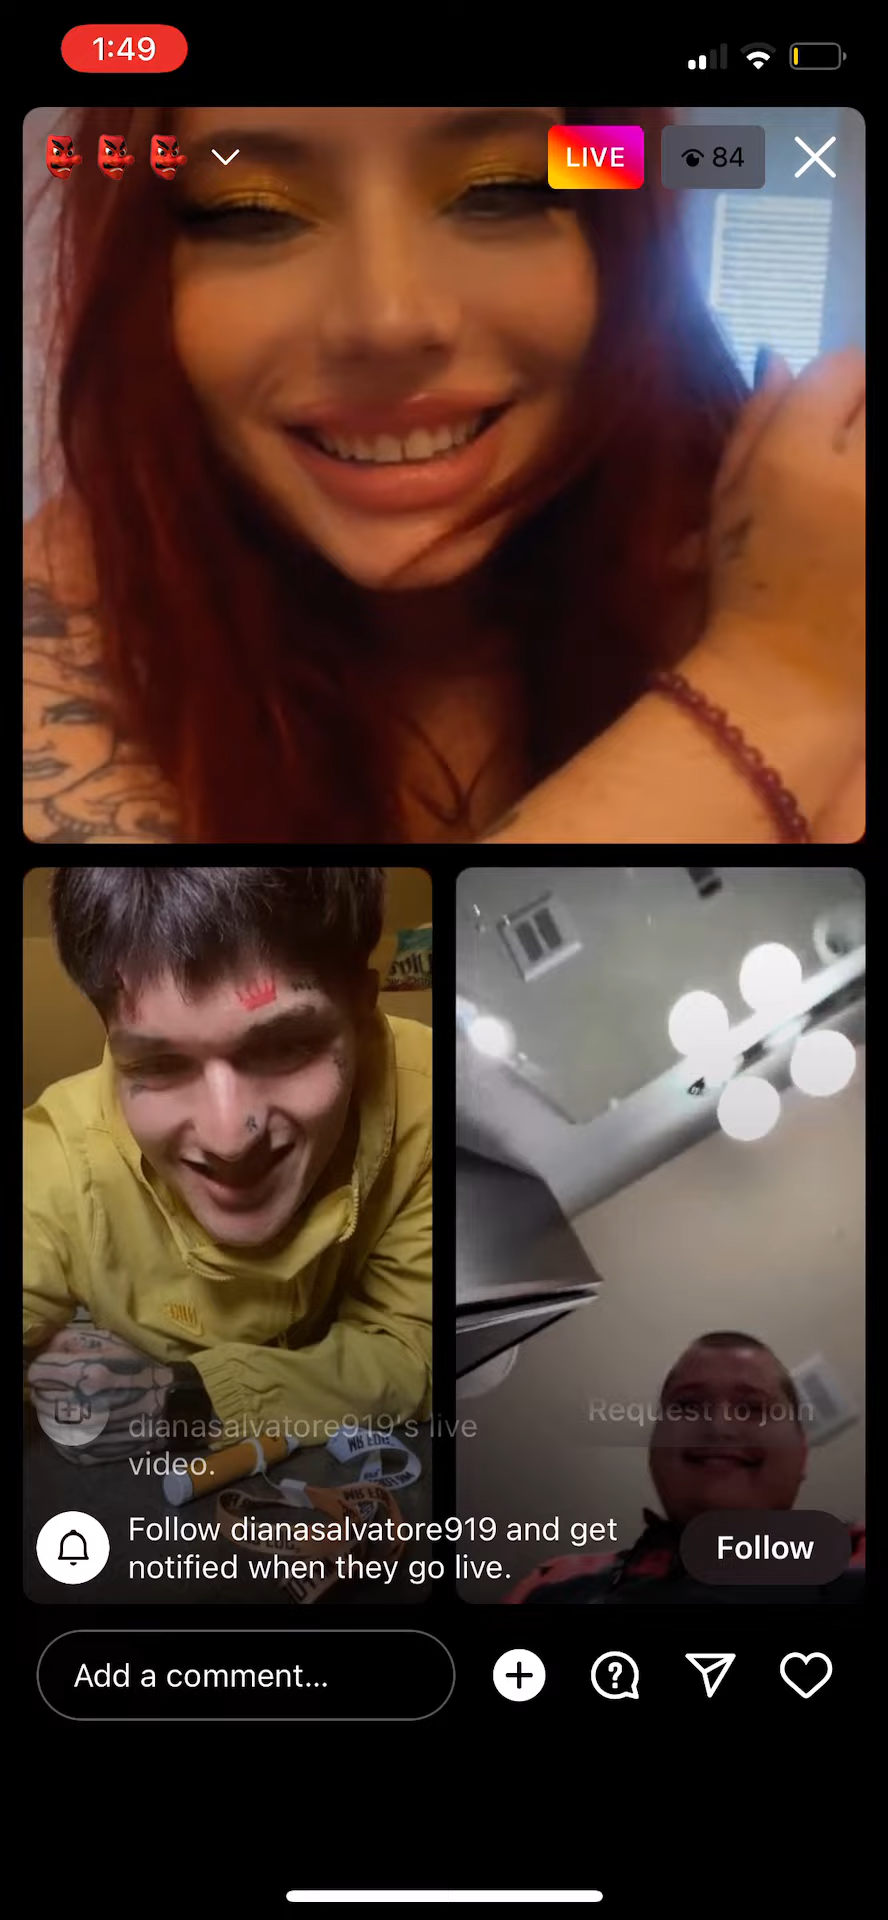 1:49
LIVE
84
dianasalvatore919's live
Request to join
video.
Follow dianasalvatore919 and get
notified when they go live.
Follow
Add a comment...